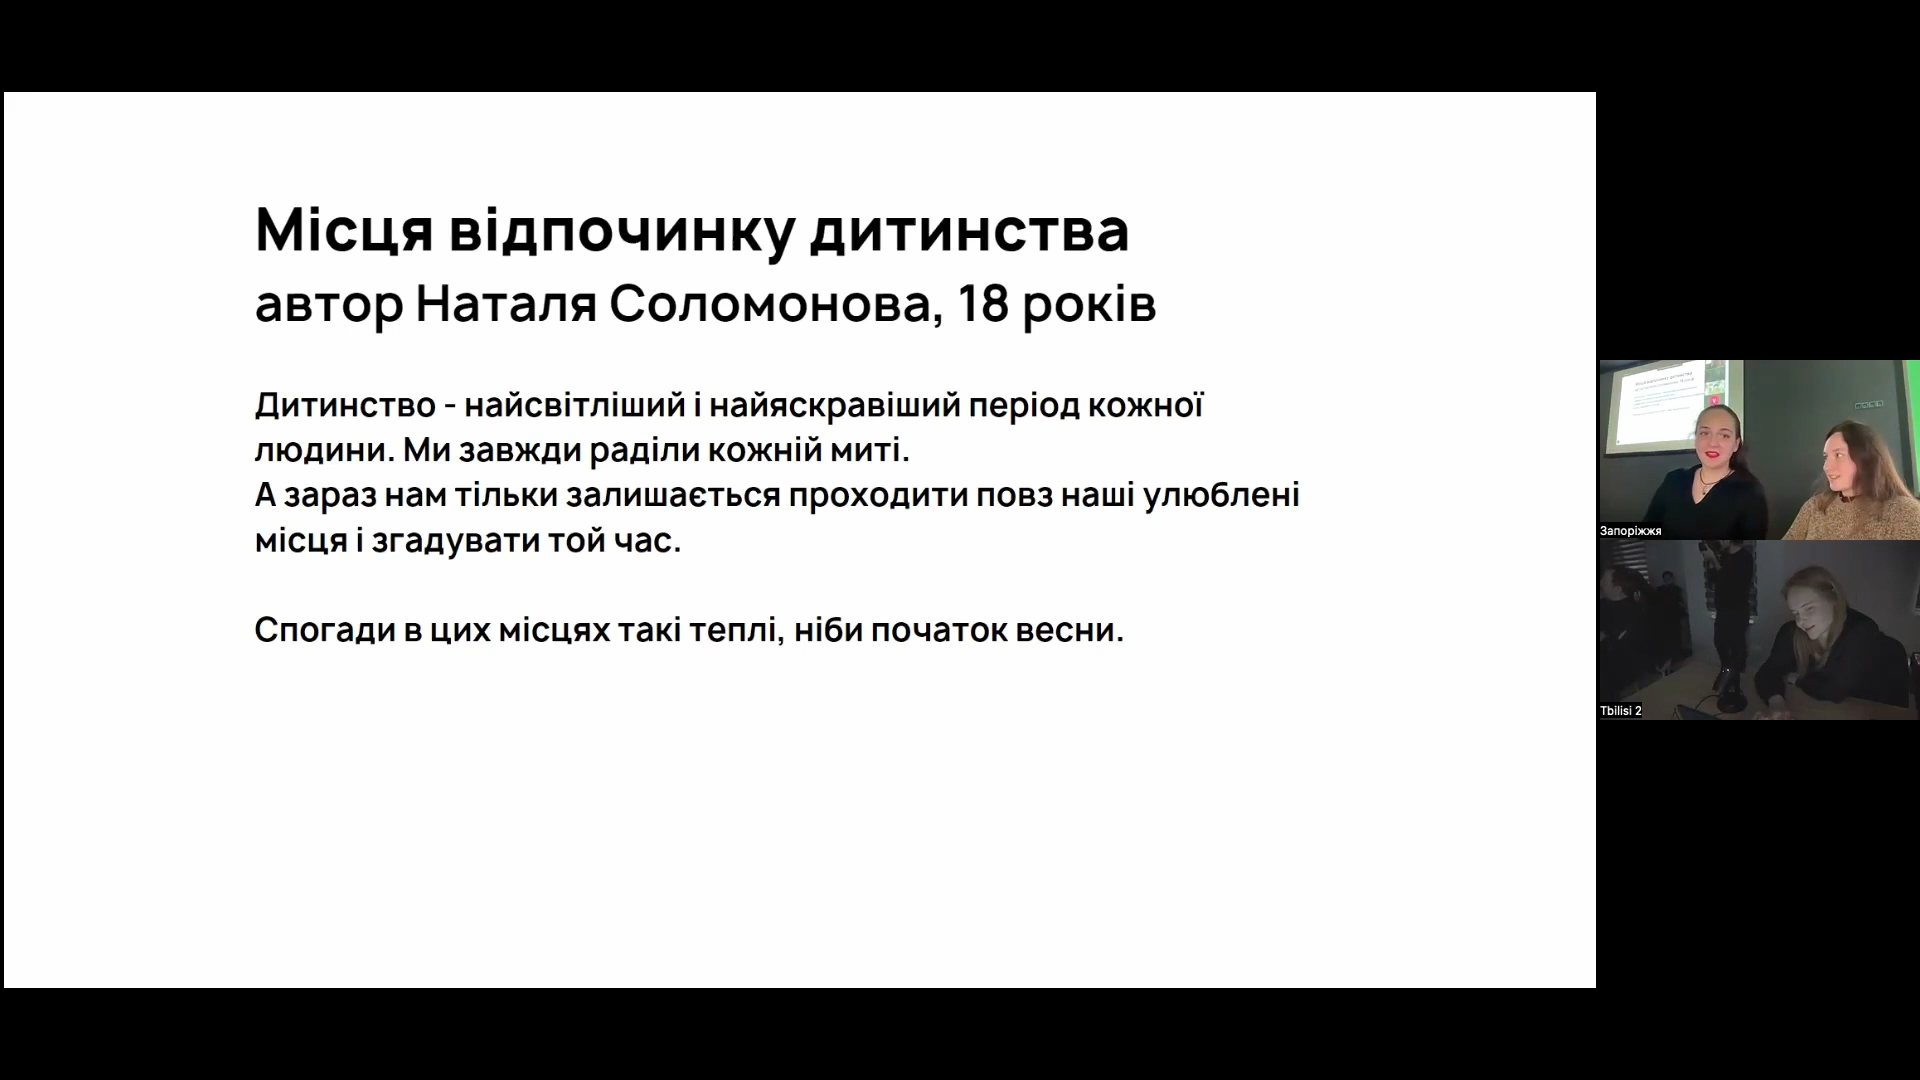 Місця відпочинку дитинства
автор Наталя Соломонова, 18 років
Дитинство - найсвітліший і найяскравіший період кожної
людини. Ми завжди раділи кожній миті.
А зараз нам тільки залишається проходити повз наші улюблені
місця і згадувати той час.
Спогади в цих місцях такі теплі, ніби початок весни.
Запоріжжя
Tbilisi 2